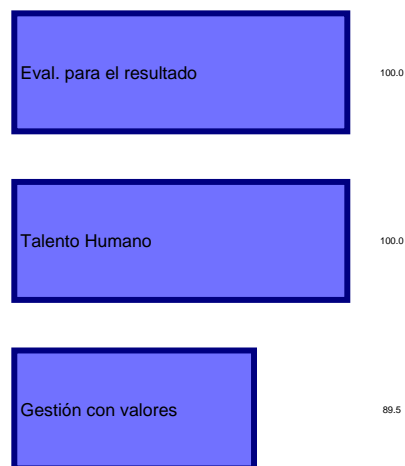 Eval. para el resultado 100.0
Talento Humano 100.0
Gestión con valores 89.5